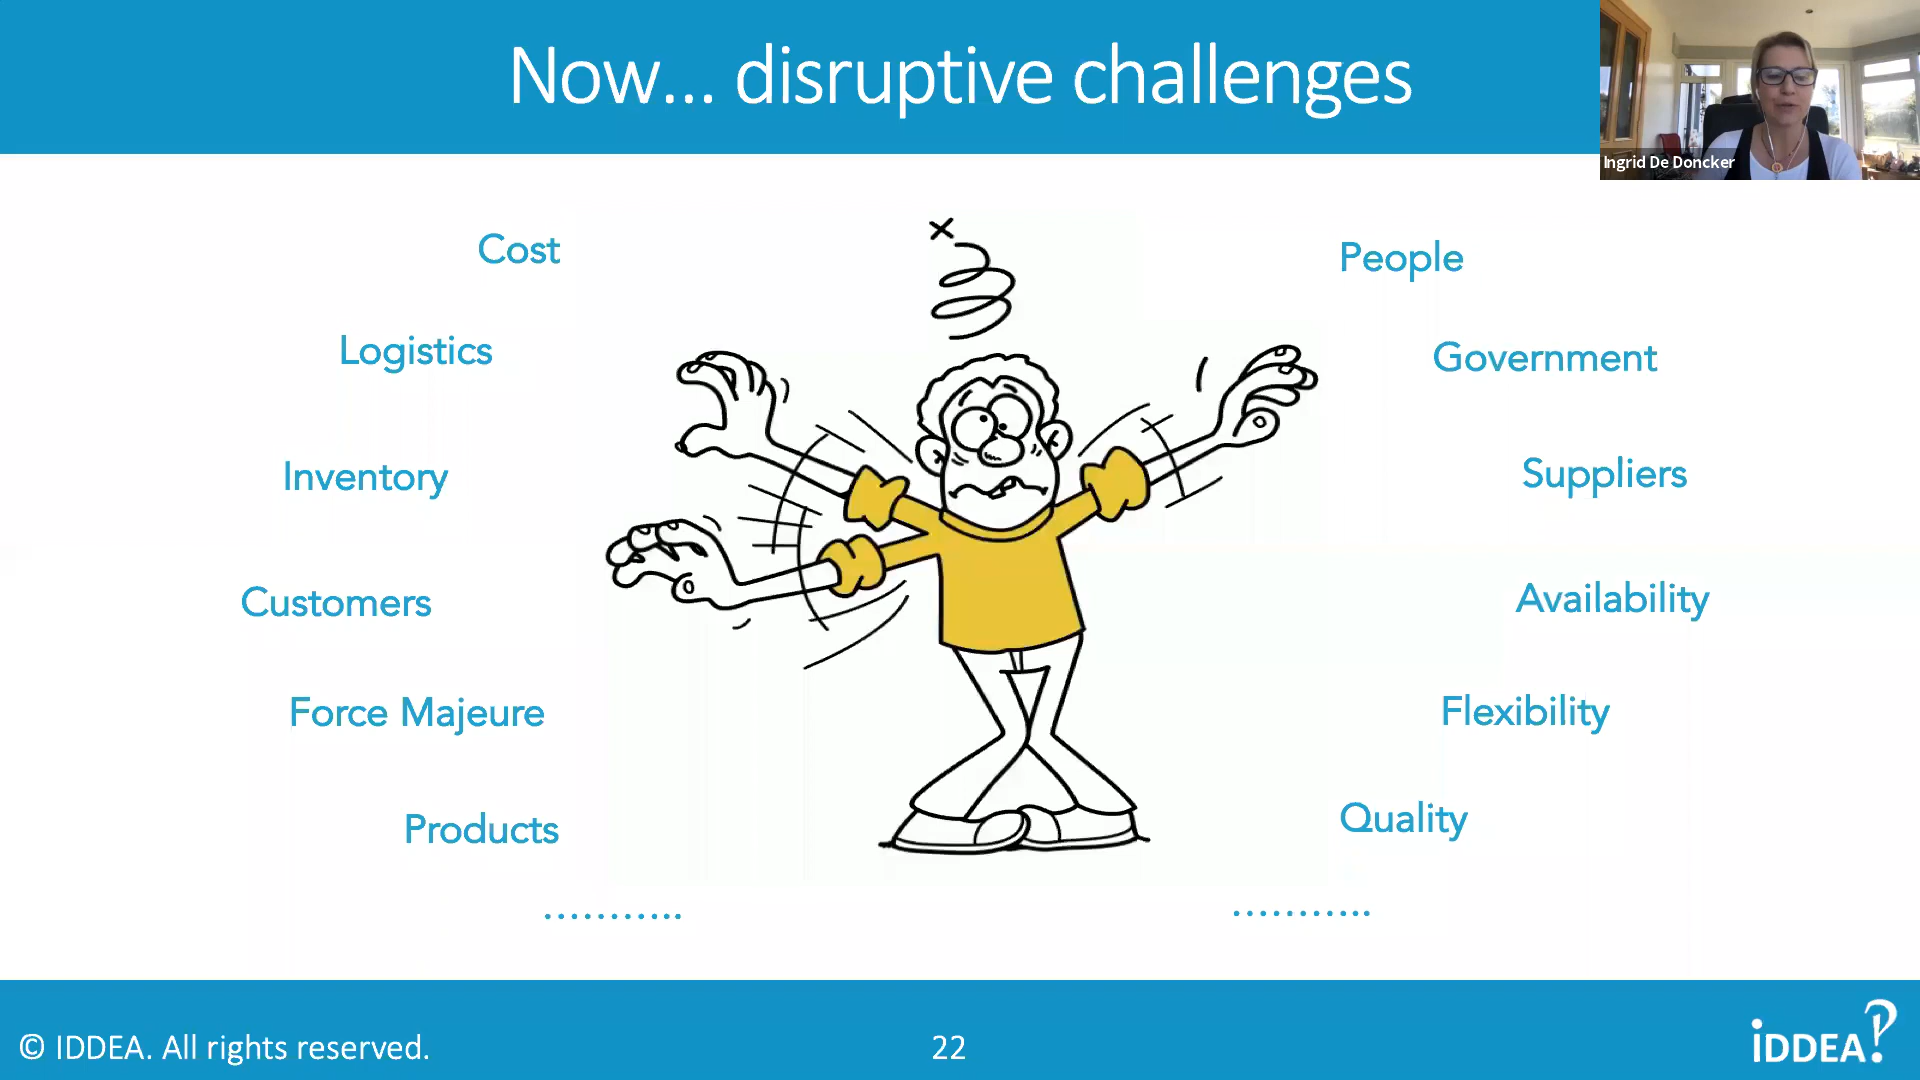 Now... disruptive challenges
Ingrid De Doncker
Cost
Logistics
Inventory
Customers
Force Majeure
Products
...........
People
Government
Suppliers
Availability
Flexibility
Quality
...........
© IDDEA. All rights reserved.
22
iDDEA?